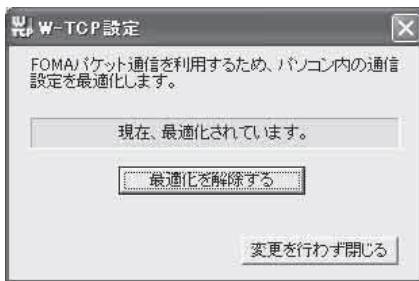 W-TCP設定
FOMAパケット通信を利用するため、パソコン内の通信
設定を最適化します。
現在、最適化されています。
最適化を解除する
変更を行わず閉じる